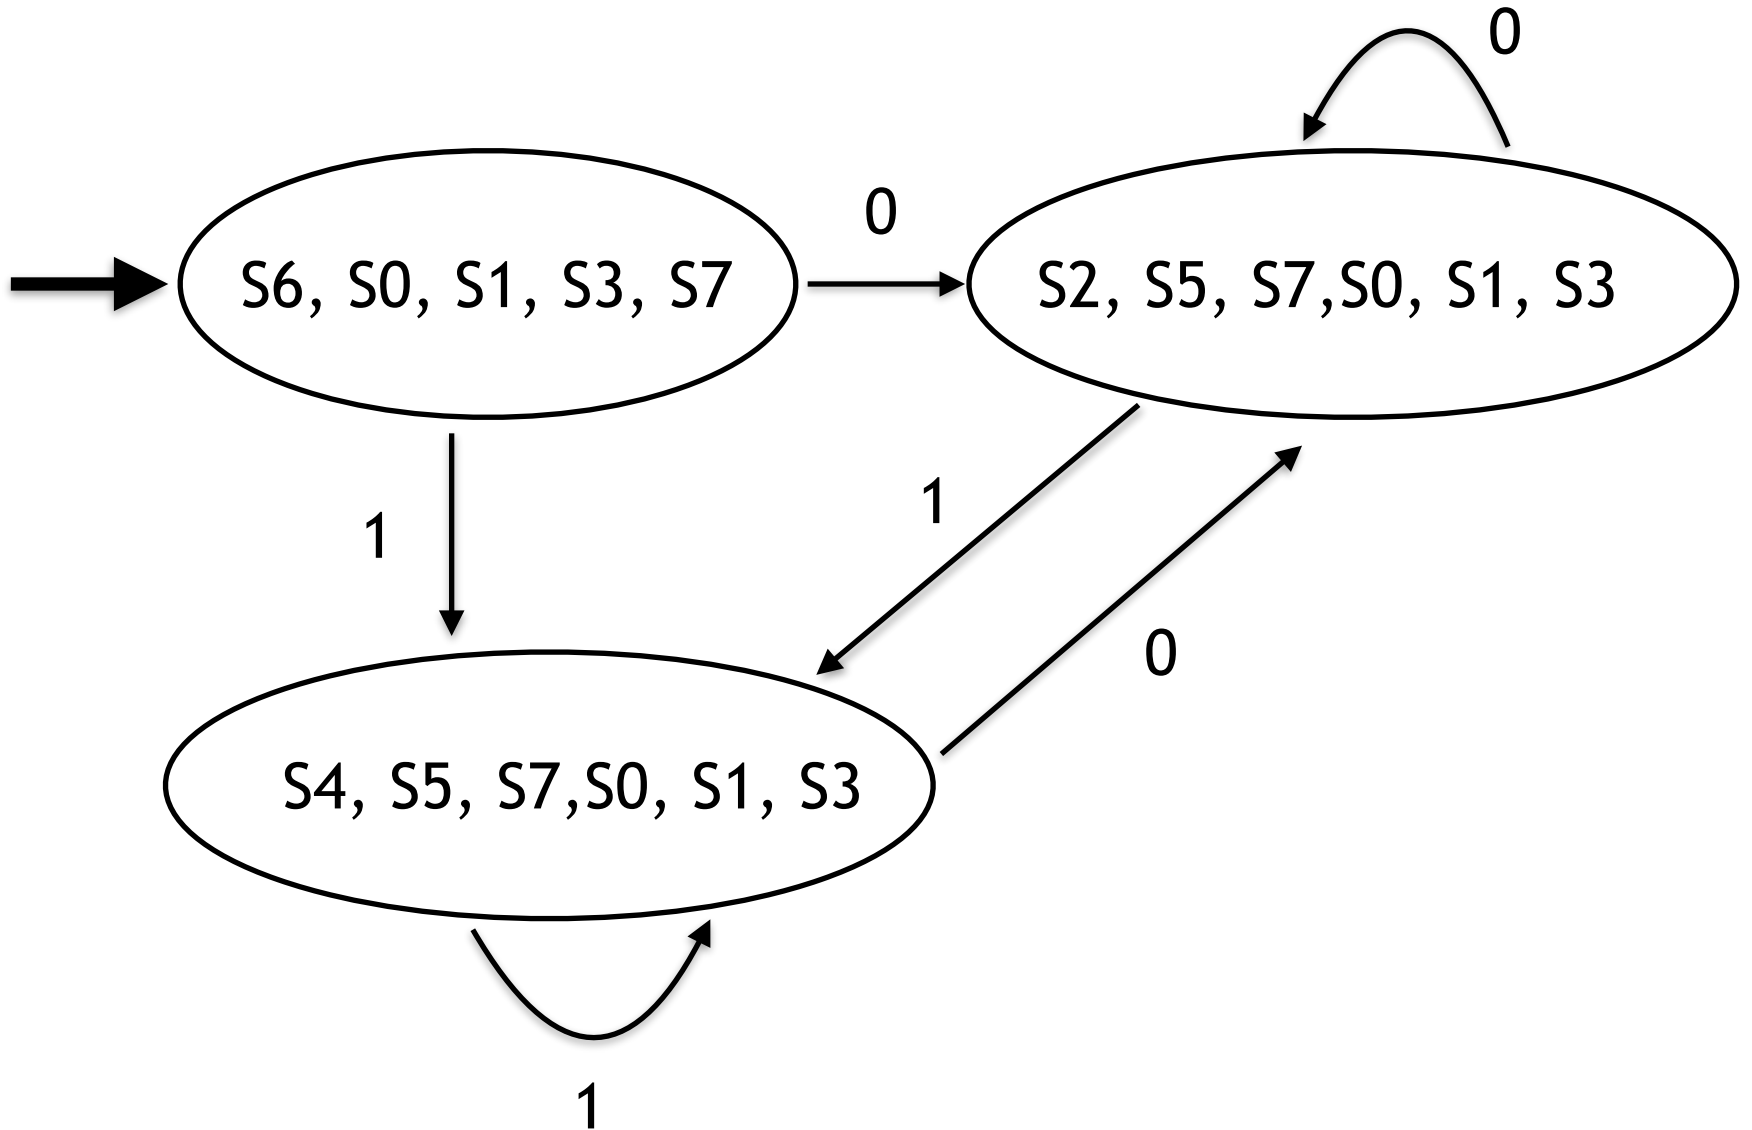 0
0
S6, S0, S1, S3, S7
S2, S5, S7,S0, S1, S3
1
1
0
S4, S5, S7,S0, S1, S3
1